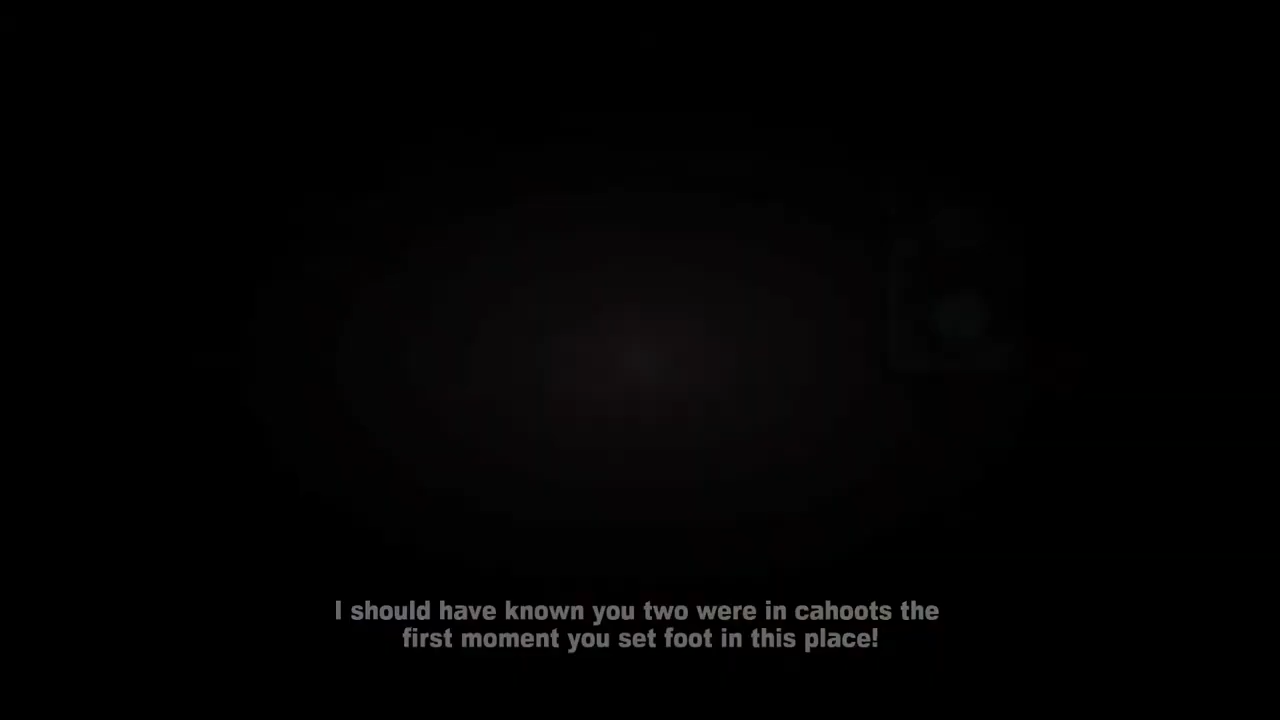 I should have known you two were in cahoots the
first moment you set foot in this place!